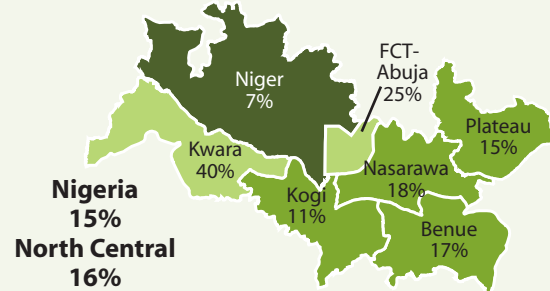 Niger
7%
FCT-
Abuja
25%
Plateau
15%
Kwara
40%
Nasarawa
18%
Kogi
11%
Benue
17%
Nigeria
15%
North Central
16%